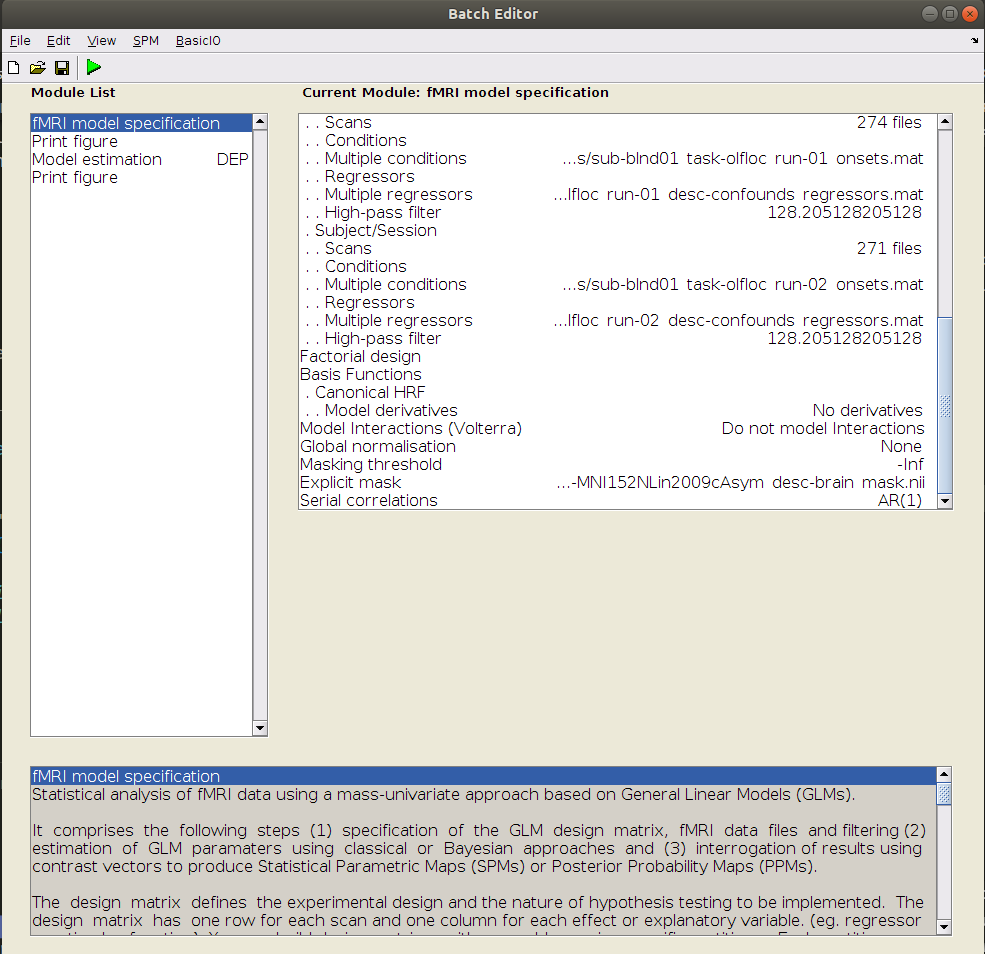 Batch Editor
File Edit View SPM BasicIO
Module List
Current Module: fMRI model specification
fMRI model specification
Print figure
Model estimation DEP
Print figure
. . Scans 274 files
. . Conditions
. . Multiple conditions ...s/sub-blnd01 task-olfloc run-01 onsets.mat
. . Regressors
. . Multiple regressors ...lfloc run-01 desc-confounds regressors.mat
. . High-pass filter 128.205128205128
. Subject/Session
. . Scans 271 files
. . Conditions
. . Multiple conditions ...s/sub-blnd01 task-olfloc run-02 onsets.mat
. . Regressors
. . Multiple regressors ...lfloc run-02 desc-confounds regressors.mat
. . High-pass filter 128.205128205128
Factorial design
Basis Functions
. Canonical HRF
. . Model derivatives No derivatives
Model Interactions (Volterra) Do not model Interactions
Global normalisation None
Masking threshold -Inf
Explicit mask ...-MNI152NLin2009cAsym desc-brain mask.nii
Serial correlations AR(1)
fMRI model specification
Statistical analysis of fMRI data using a mass-univariate approach based on General Linear Models (GLMs).
It comprises the following steps (1) specification of the GLM design matrix, fMRI data files and filtering (2)
estimation of GLM paramaters using classical or Bayesian approaches and (3) interrogation of results using
contrast vectors to produce Statistical Parametric Maps (SPMs) or Posterior Probability Maps (PPMs).
The design matrix defines the experimental design and the nature of hypothesis testing to be implemented. The
design matrix has one row for each scan and one column for each effect or explanatory variable. (eg. regressor